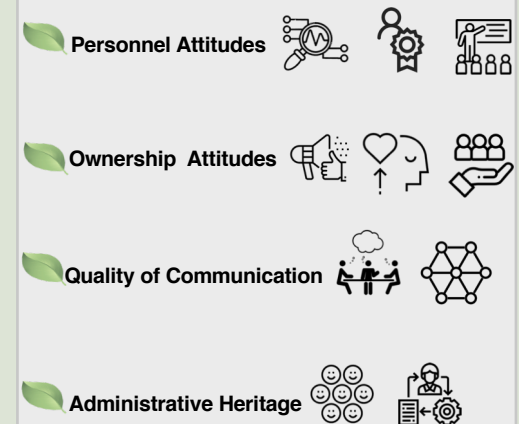 Personnel Attitudes
Ownership Attitudes
Quality of Communication
Administrative Heritage